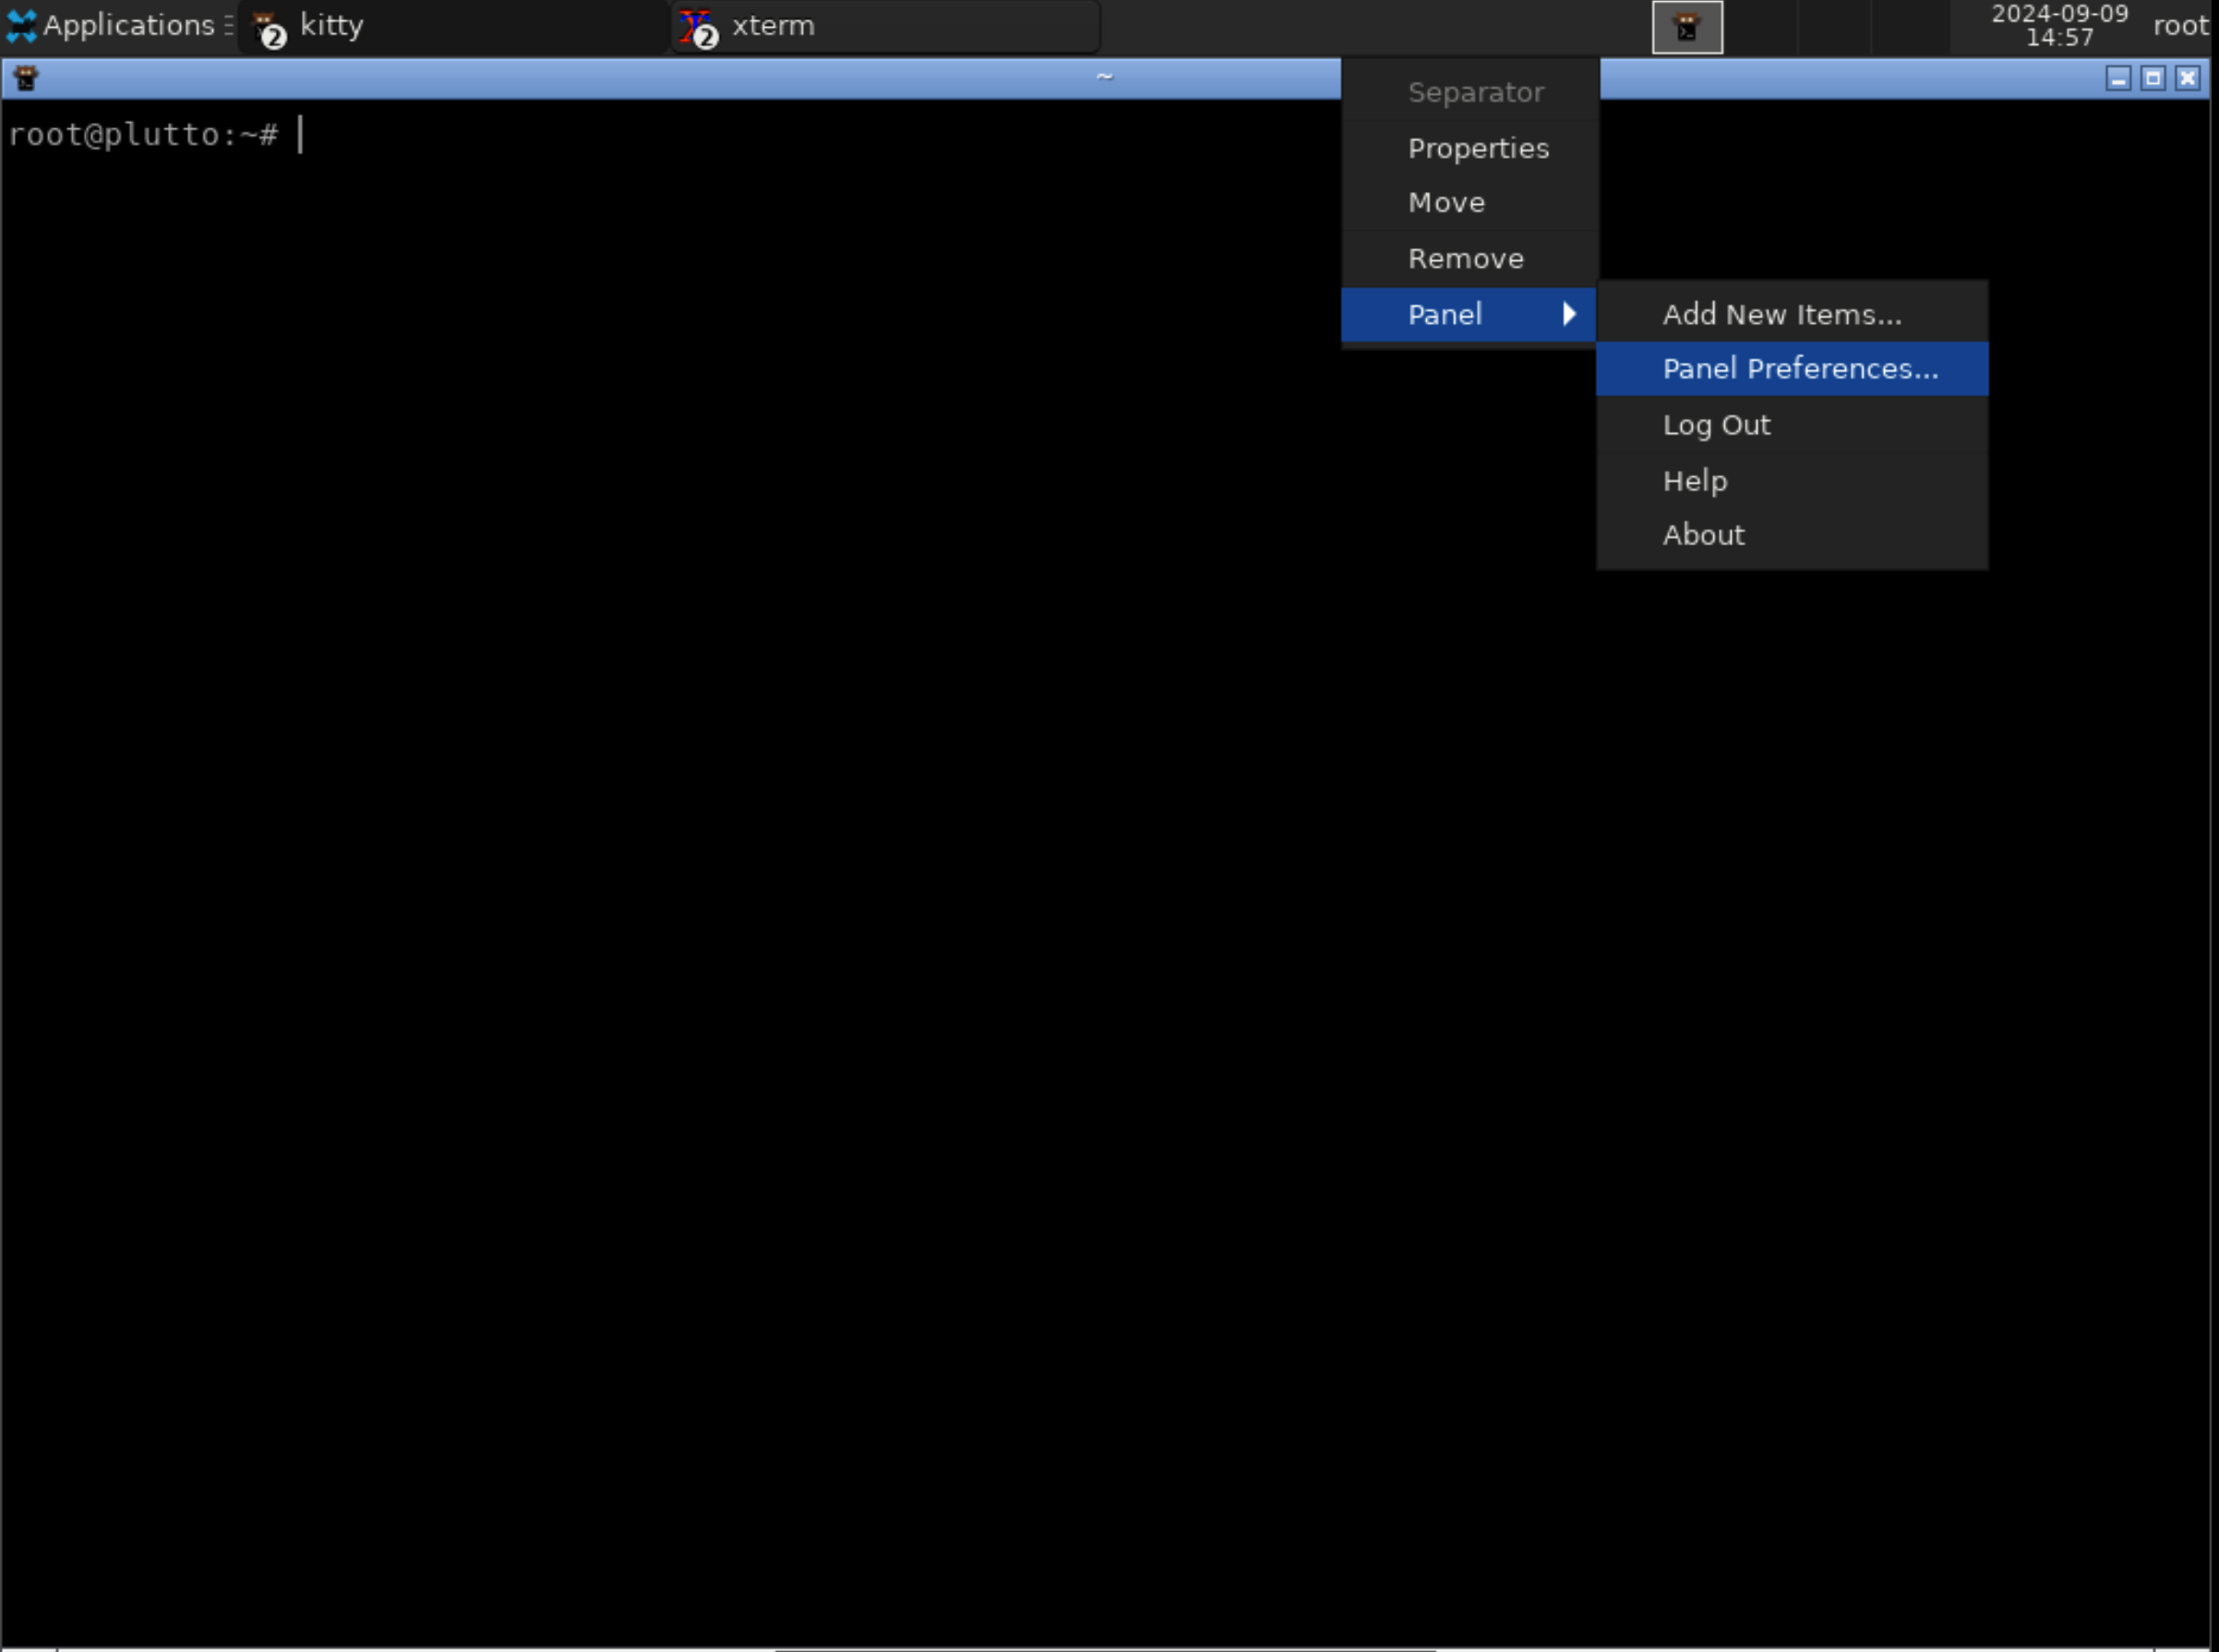 Applications
2 kitty
2 xterm
2024-09-09
14:57
root
~
root@plutto:~#
Separator
Properties
Move
Remove
Panel
Add New Items...
Panel Preferences...
Log Out
Help
About